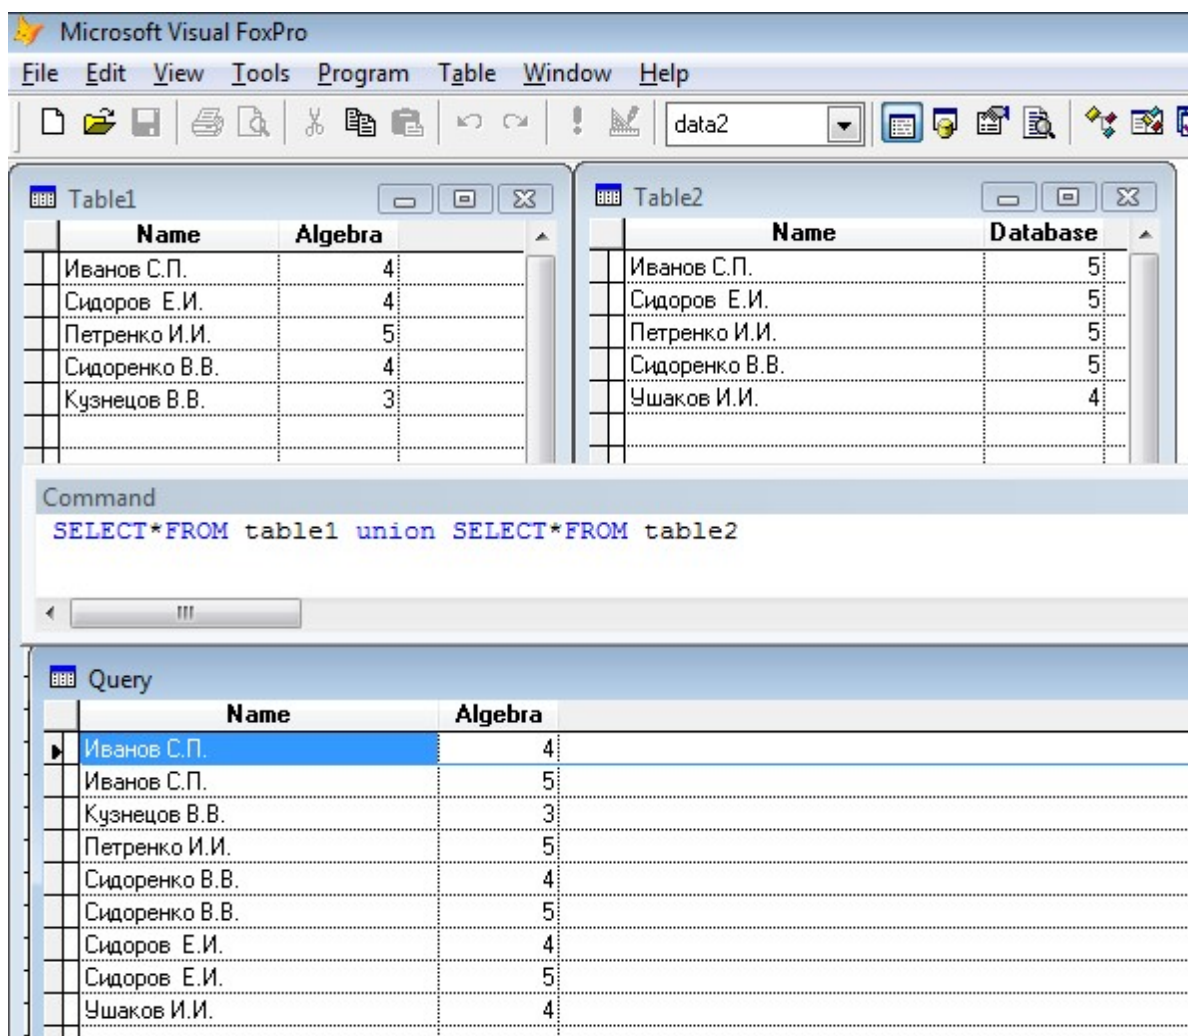 Microsoft Visual FoxPro
File Edit View Tools Program Table Window Help
data2
Table1
Name Algebra
Иванов С.П. 4
Сидоров Е.И. 4
Петренко И.И. 5
Сидоренко В.В. 4
Кузнецов В.В. 3
Table2
Name Database
Иванов С.П. 5
Сидоров Е.И. 5
Петренко И.И. 5
Сидоренко В.В. 5
Ушаков И.И. 4
Command
SELECT*FROM table1 union SELECT*FROM table2
Query
Name Algebra
Иванов С.П. 4
Иванов С.П. 5
Кузнецов В.В. 3
Петренко И.И. 5
Сидоренко В.В. 4
Сидоренко В.В. 5
Сидоров Е.И. 4
Сидоров Е.И. 5
Ушаков И.И. 4